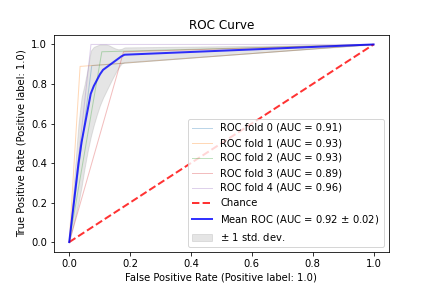 ROC Curve
True Positive Rate (Positive label: 1.0)
1.0
0.8
0.6
0.4
0.2
0.0
ROC fold 0 (AUC = 0.91)
ROC fold 1 (AUC = 0.93)
ROC fold 2 (AUC = 0.93)
ROC fold 3 (AUC = 0.89)
ROC fold 4 (AUC = 0.96)
Chance
Mean ROC (AUC = 0.92 ± 0.02)
± 1 std. dev.
0.0 0.2 0.4 0.6 0.8 1.0
False Positive Rate (Positive label: 1.0)